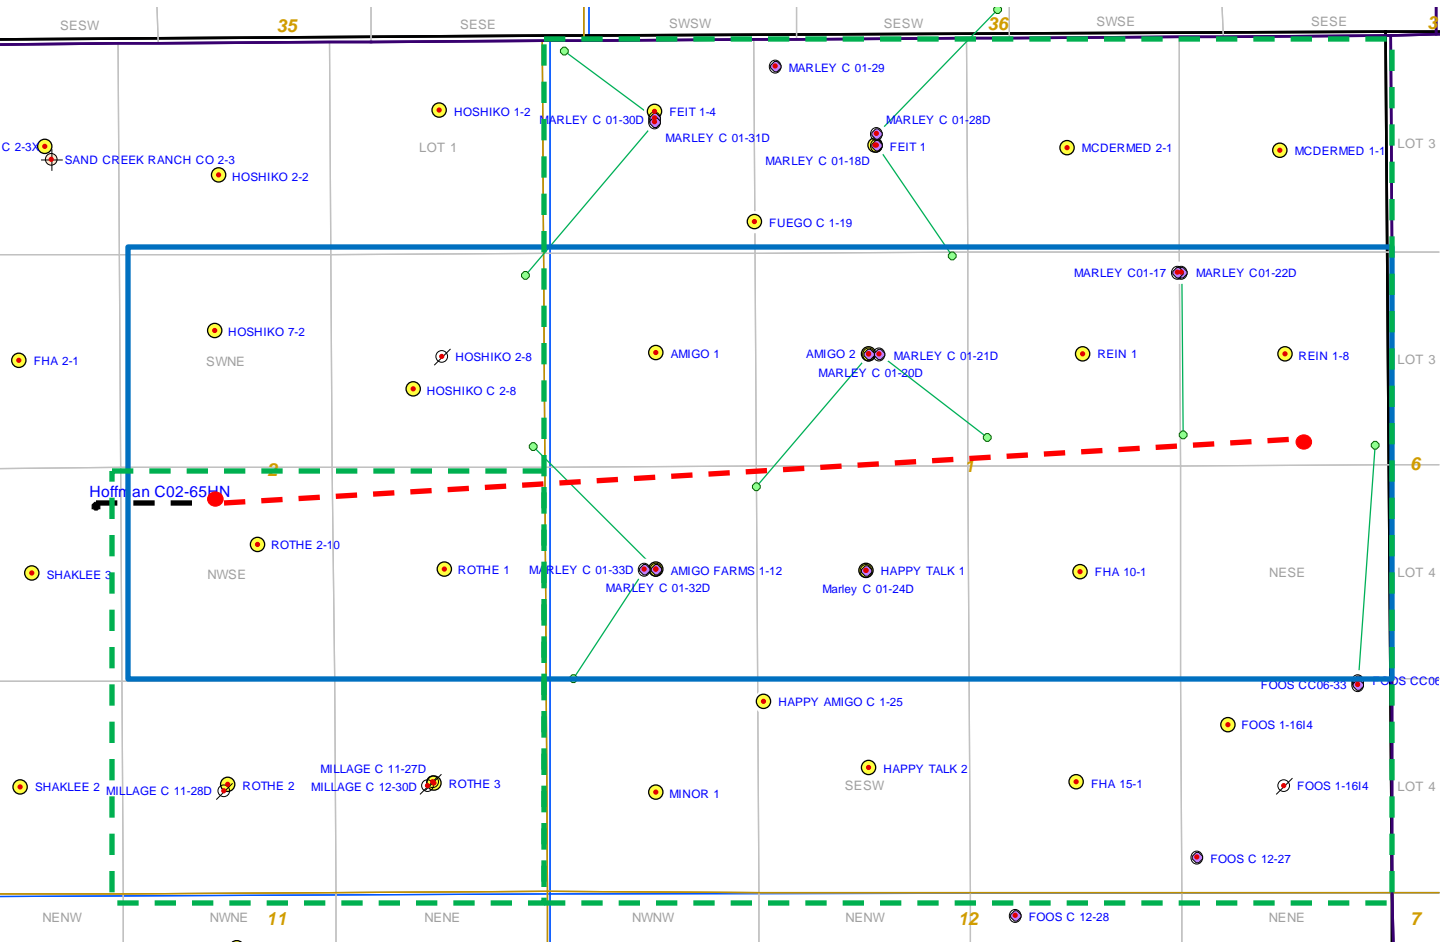 SESW
35
SESE
SWSW
SESW
36
SWSE
SESE
3
MARLEY C 01-29
HOSHIKO 1-2
MARLEY C 01-30D
FEIT 1-4
MARLEY C 01-31D
MARLEY C 01-28D
LOT 1
FEIT 1
MARLEY C 01-18D
MCDERMED 2-1
MCDERMED 1-1
LOT 3
C 2-3X
SAND CREEK RANCH CO 2-3
HOSHIKO 2-2
FUEGO C 1-19
MARLEY C01-17
MARLEY C01-22D
HOSHIKO 7-2
FHA 2-1
SWNE
HOSHIKO 2-8
AMIGO 1
AMIGO 2
MARLEY C 01-21D
MARLEY C 01-20D
REIN 1
REIN 1-8
LOT 3
HOSHIKO C 2-8
2
1
6
Hoffman C02-65HN
ROTHE 2-10
SHAKLEE 3
NWSE
ROTHE 1
MARLEY C 01-33D
AMIGO FARMS 1-12
MARLEY C 01-32D
HAPPY TALK 1
Marley C 01-24D
FHA 10-1
NESE
LOT 4
FOOS CC06-33
FOOS CC06
HAPPY AMIGO C 1-25
FOOS 1-16I4
MILLAGE C 11-27D
HAPPY TALK 2
SHAKLEE 2
MILLAGE C 11-28D
ROTHE 2
MILLAGE C 12-30D
ROTHE 3
MINOR 1
SESW
FHA 15-1
FOOS 1-16I4
LOT 4
FOOS C 12-27
NENW
NWNE
11
NENE
NWNW
NENW
12
FOOS C 12-28
NENE
7